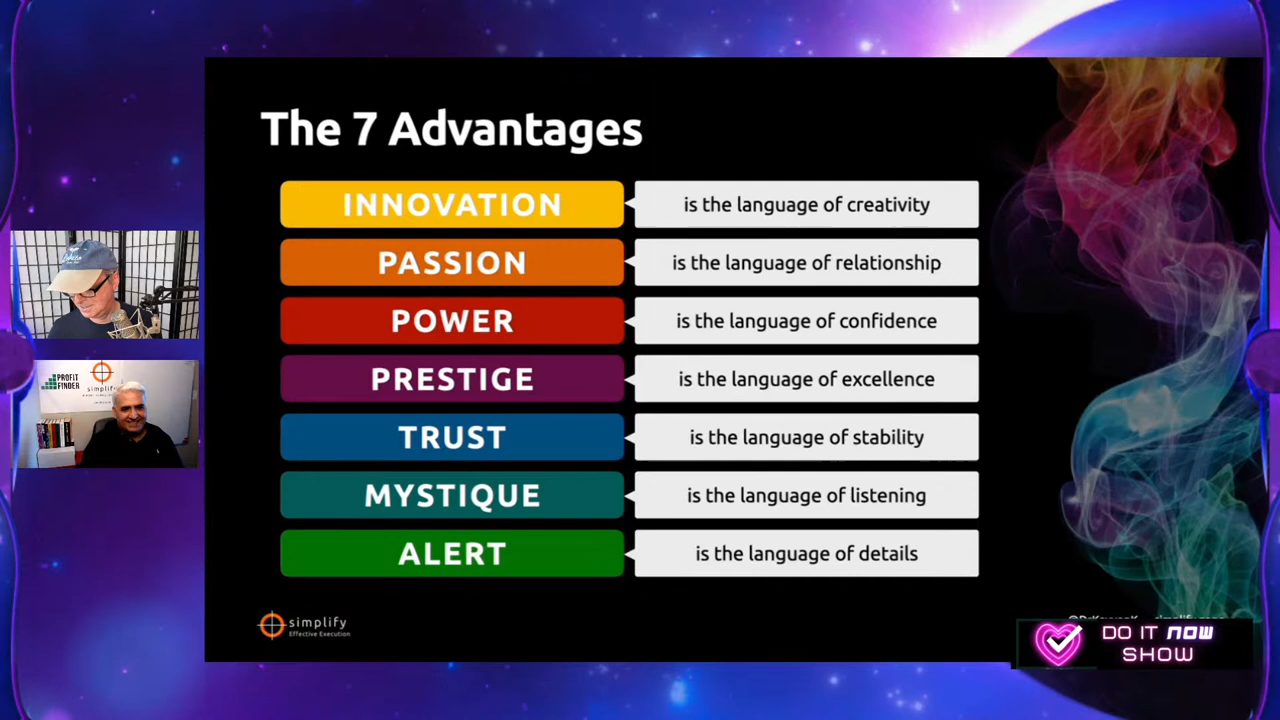 The 7 Advantages
INNOVATION
is the language of creativity
PASSION
is the language of relationship
POWER
is the language of confidence
PRESTIGE
is the language of excellence
TRUST
is the language of stability
MYSTIQUE
is the language of listening
ALERT
is the language of details
PROFIT
FINDER
simplify
simplify
Effective Execution
DO IT NOW
SHOW